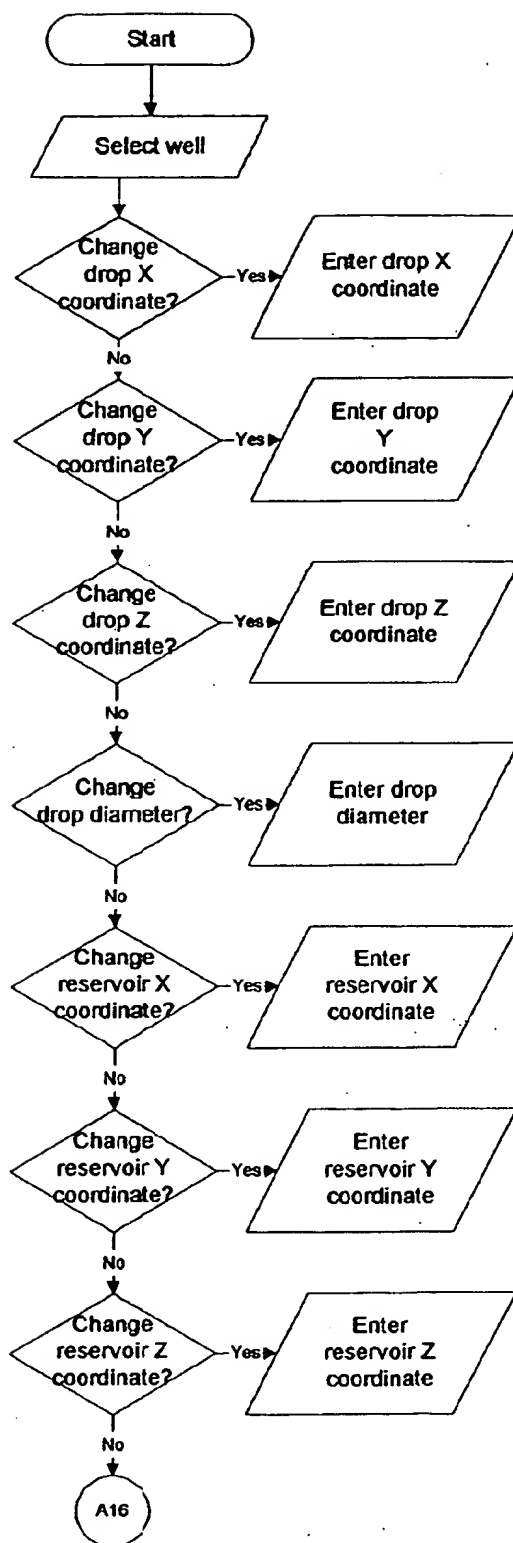 Start
Select well
Change
drop X
coordinate?
Yes
Enter drop X
coordinate
No
Change
drop Y
coordinate?
Yes
Enter drop
Y
coordinate
No
Change
drop Z
coordinate?
Yes
Enter drop Z
coordinate
No
Change
drop diameter?
Yes
Enter drop
diameter
No
Change
reservoir X
coordinate?
Yes
Enter
reservoir X
coordinate
No
Change
reservoir Y
coordinate?
Yes
Enter
reservoir Y
coordinate
No
Change
reservoir Z
coordinate?
Yes
Enter
reservoir Z
coordinate
No
A16